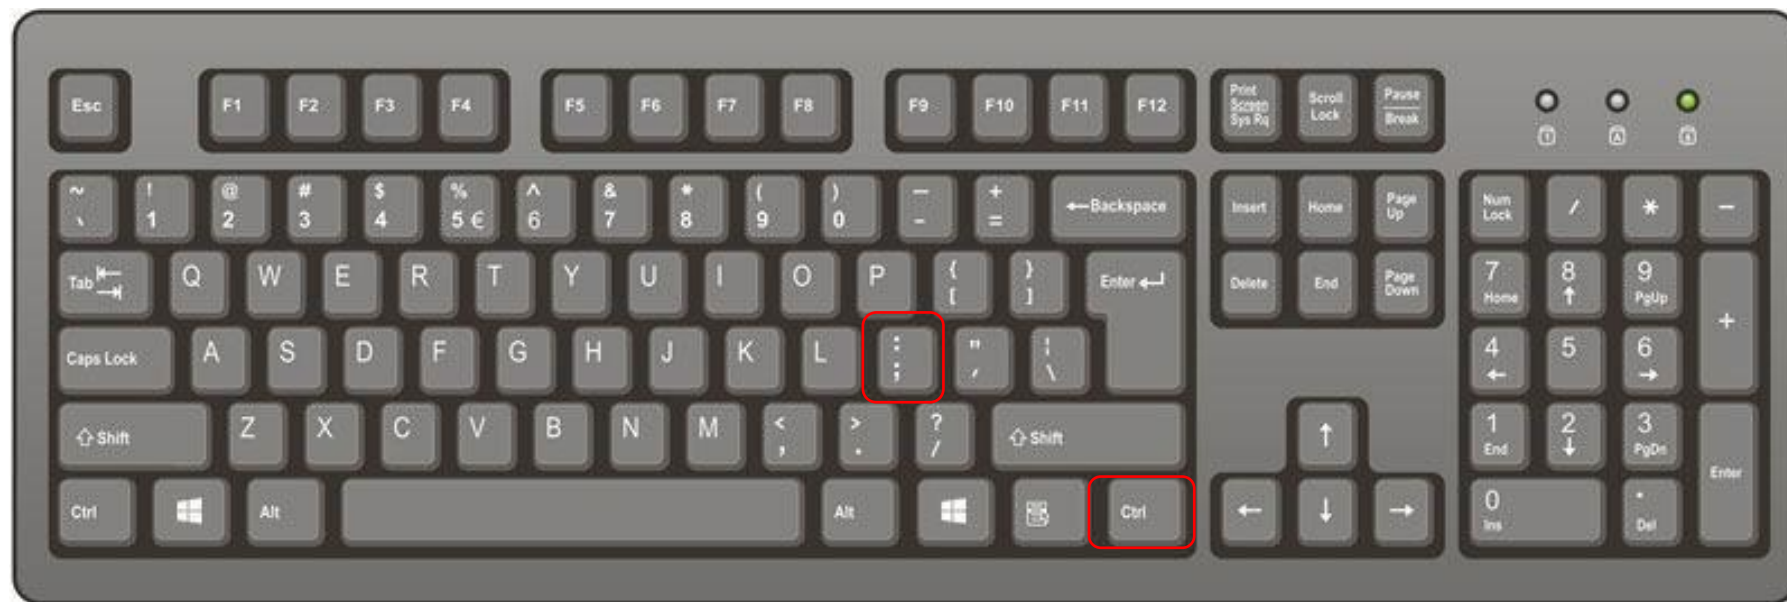 Esc F1 F2 F3 F4 F5 F6 F7 F8 F9 F10 F11 F12 Print Screen Sys Rq Scroll Lock Pause Break
1 A
~ ! @ # $ % ^ & * ( ) — +
` 1 2 3 4 5 € 6 7 8 9 0 - = ←Backspace Insert Home Page Up Num Lock / * −
Tab Q W E R T Y U I O P { [ } ] Enter Delete End Page Down 7 Home 8 ↑ 9 PgUp +
Caps Lock A S D F G H J K L : ; " ' ¦ \ 4 ← 5 6 →
⇧ Shift Z X C V B N M < , > . ? / ⇧ Shift ↑ 1 End 2 ↓ 3 PgDn Enter
Ctrl Alt Alt Ctrl ← ↓ → 0 Ins . Del